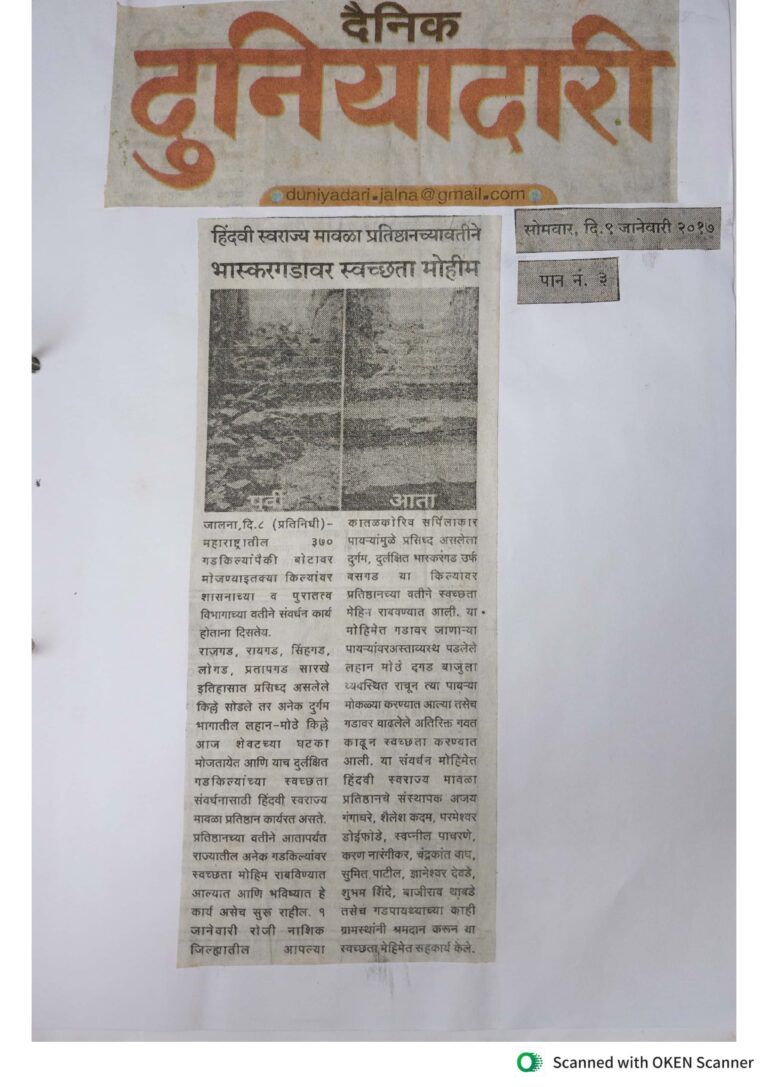 दैनिक
दुनियादारी
duniyadari.jalna@gmail.com
हिंदवी स्वराज्य मावळा प्रतिष्ठानच्यावतीने
भास्करगडावर स्वच्छता मोहीम
सोमवार, दि.९ जानेवारी २०१७
पान नं. ३
पूर्वी
आता
जालना,दि.८ (प्रतिनिधी)-
महाराष्ट्रातील ३७०
गडकिल्यांपैकी बोटावर
मोजण्याइतक्या किल्यांवर
शासनाच्या व पुरातत्व
विभागाच्या वतीने संवर्धन कार्य
होताना दिसतेय.
राजगड, रायगड, सिंहगड,
लोगड, प्रतापगड सारखे
इतिहासात प्रसिध्द असलेले
किल्ले सोडले तर अनेक दुर्गम
भागातील लहान-मोठे किल्ले
आज शेवटच्या घटका
मोजतायेत आणि याच दुर्लक्षित
गडकिल्यांच्या स्वच्छता
संवर्धनासाठी हिंदवी स्वराज्य
मावळा प्रतिष्ठान कार्यरत असते.
प्रतिष्ठानच्या वतीने आतापर्यत
राज्यातील अनेक गडकिल्यांवर
स्वच्छता मोहिम राबविण्यात
आल्यात आणि भविष्यात हे
कार्य असेच सुरू राहील. १
जानेवारी रोजी नाशिक
जिल्ह्यातील आपल्या
कातळकोरिव सर्पिलाकार
पायऱ्यांमुळे प्रसिध्द असलेला
दुर्गम, दुर्लक्षित भास्करगड उर्फ
बसगड या किल्यावर
प्रतिष्ठानच्या वतीने स्वच्छता
मेहिन राबवण्यात आली. या
मोहिमेत गडावर जाणाऱ्या
पायऱ्यांवरअस्ताव्यस्थ पडलेले
लहान मोठे दगड बाजुला
व्यवस्थित राचून त्या पायऱ्या
मोकळ्या करण्यात आल्या तसेच
गडावर वाढलेले अतिरिक्त गवत
काढून स्वच्छता करण्यात
आली. या संवर्धन मोहिमेत
हिंदवी स्वराज्य मावळा
प्रतिष्ठानचे संस्थापक अजय
गंगाधरे, शैलेश कदम, परमेश्वर
डोईफोडे, स्वप्नील पाचरणे,
करण नारंगीकर, चंद्रकांत वाघ,
सुमित पाटील, ज्ञानेश्वर देवडे,
शुभम शिंदे, बाजीराव थाबडे
तसेच गडपायथ्याच्या काही
ग्रामस्थांनी श्रमदान करून या
स्वच्छता मेहिमेत सहकार्य केले.
Scanned with OKEN Scanner